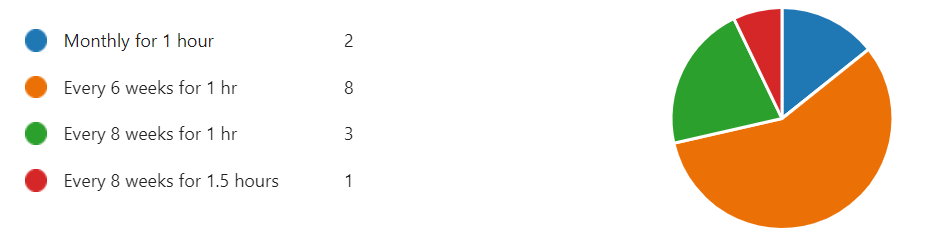 Monthly for 1 hour 2
Every 6 weeks for 1 hr 8
Every 8 weeks for 1 hr 3
Every 8 weeks for 1.5 hours 1